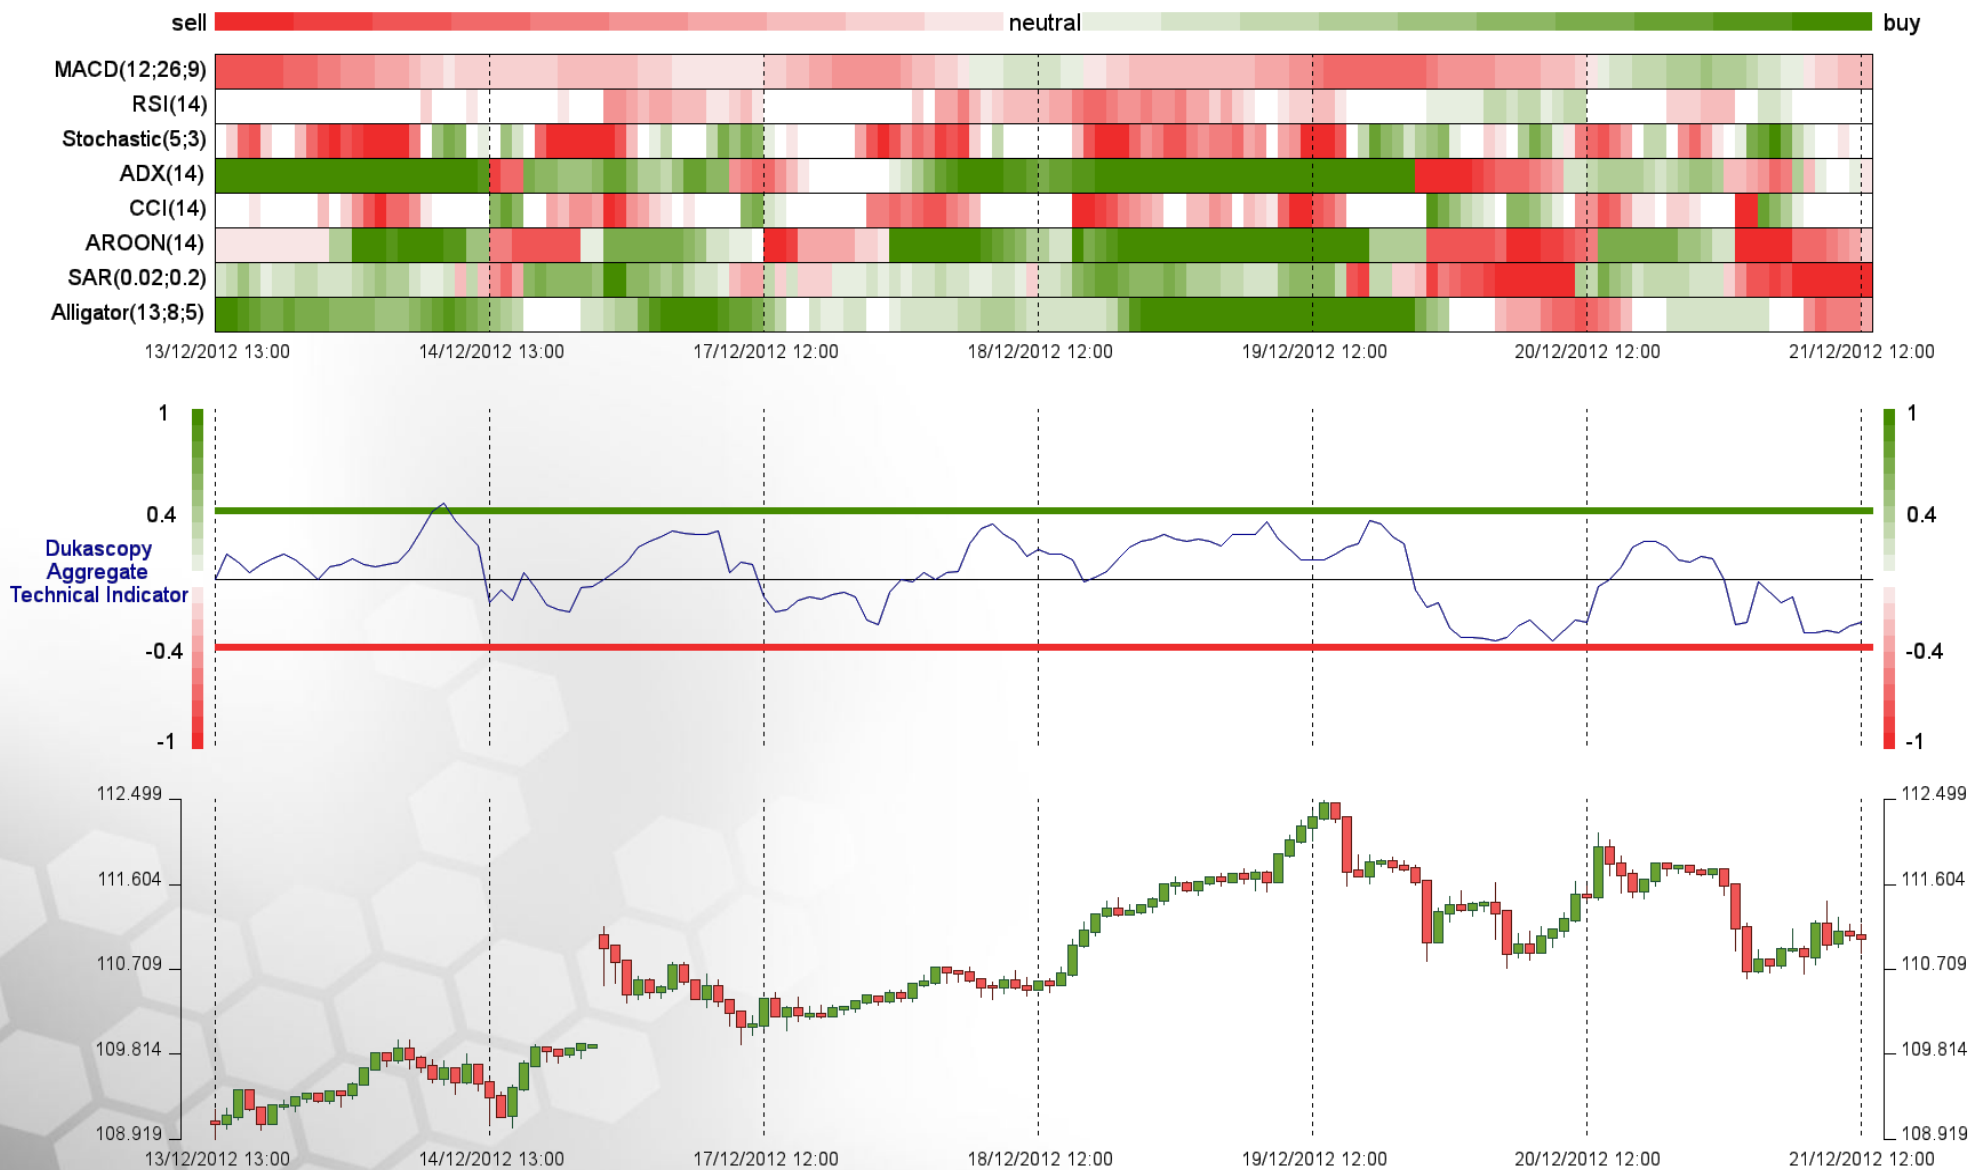 sell neutral buy
MACD(12;26;9)
RSI(14)
Stochastic(5;3)
ADX(14)
CCI(14)
AROON(14)
SAR(0.02;0.2)
Alligator(13;8;5)
13/12/2012 13:00 14/12/2012 13:00 17/12/2012 12:00 18/12/2012 12:00 19/12/2012 12:00 20/12/2012 12:00 21/12/2012 12:00
1 1
0.4 0.4
Dukascopy
Aggregate
Technical Indicator
-0.4 -0.4
-1 -1
112.499 112.499
111.604 111.604
110.709 110.709
109.814 109.814
108.919 108.919
13/12/2012 13:00 14/12/2012 13:00 17/12/2012 12:00 18/12/2012 12:00 19/12/2012 12:00 20/12/2012 12:00 21/12/2012 12:00